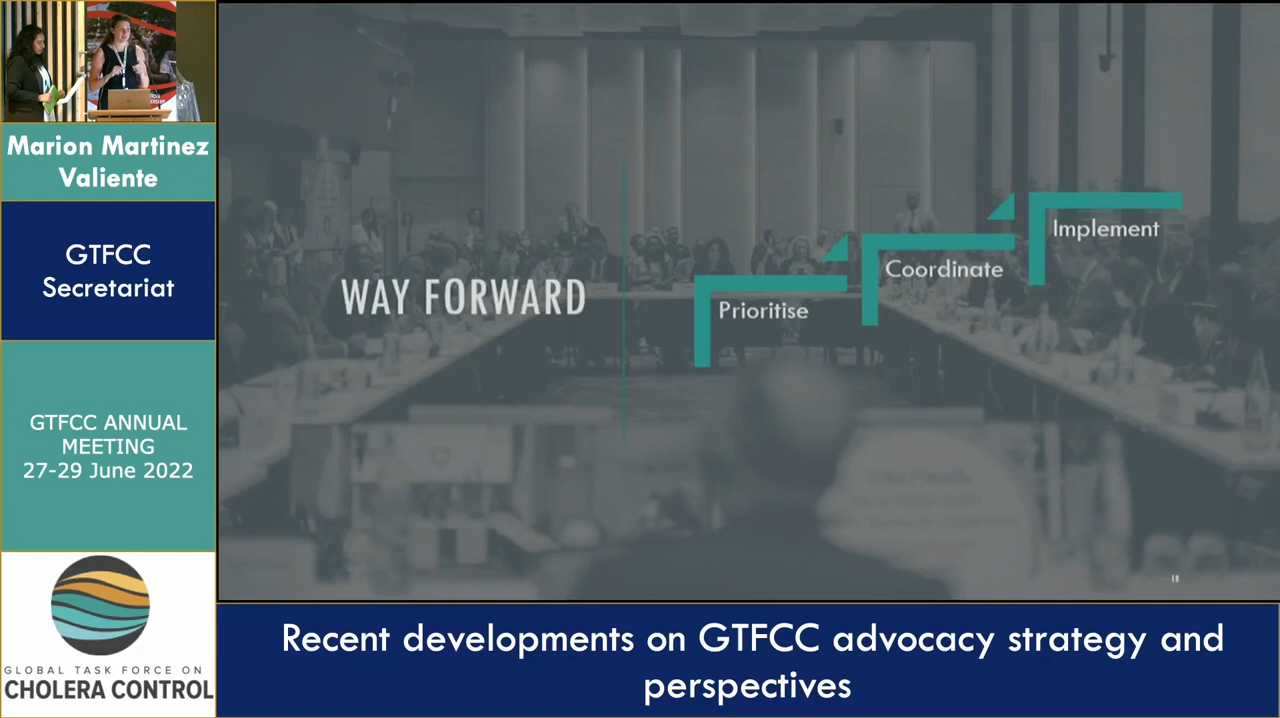 Marion Martinez
Valiente
GTFCC
Secretariat
GTFCC ANNUAL
MEETING
27-29 June 2022
GLOBAL TASK FORCE ON
CHOLERA CONTROL
WAY FORWARD
Prioritise
Coordinate
Implement
18
Recent developments on GTFCC advocacy strategy and
perspectives